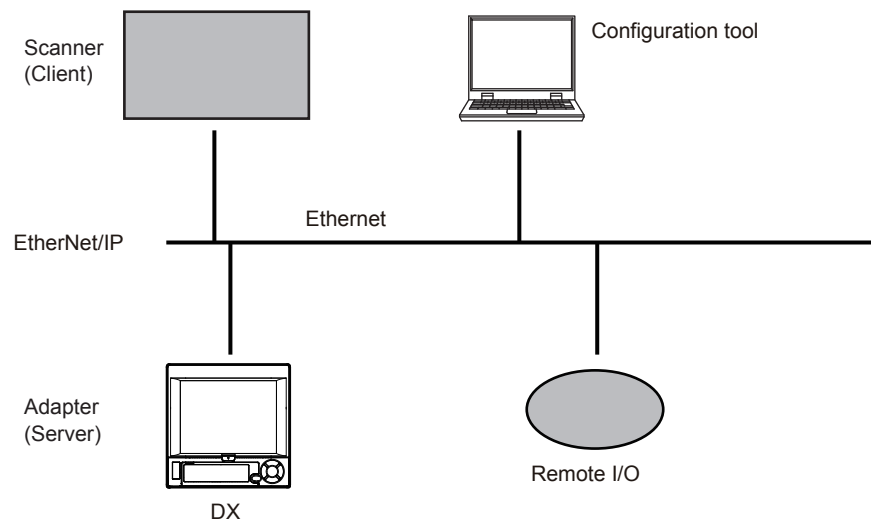 Scanner
(Client)
Configuration tool
Ethernet
EtherNet/IP
Adapter
(Server)
Remote I/O
DX